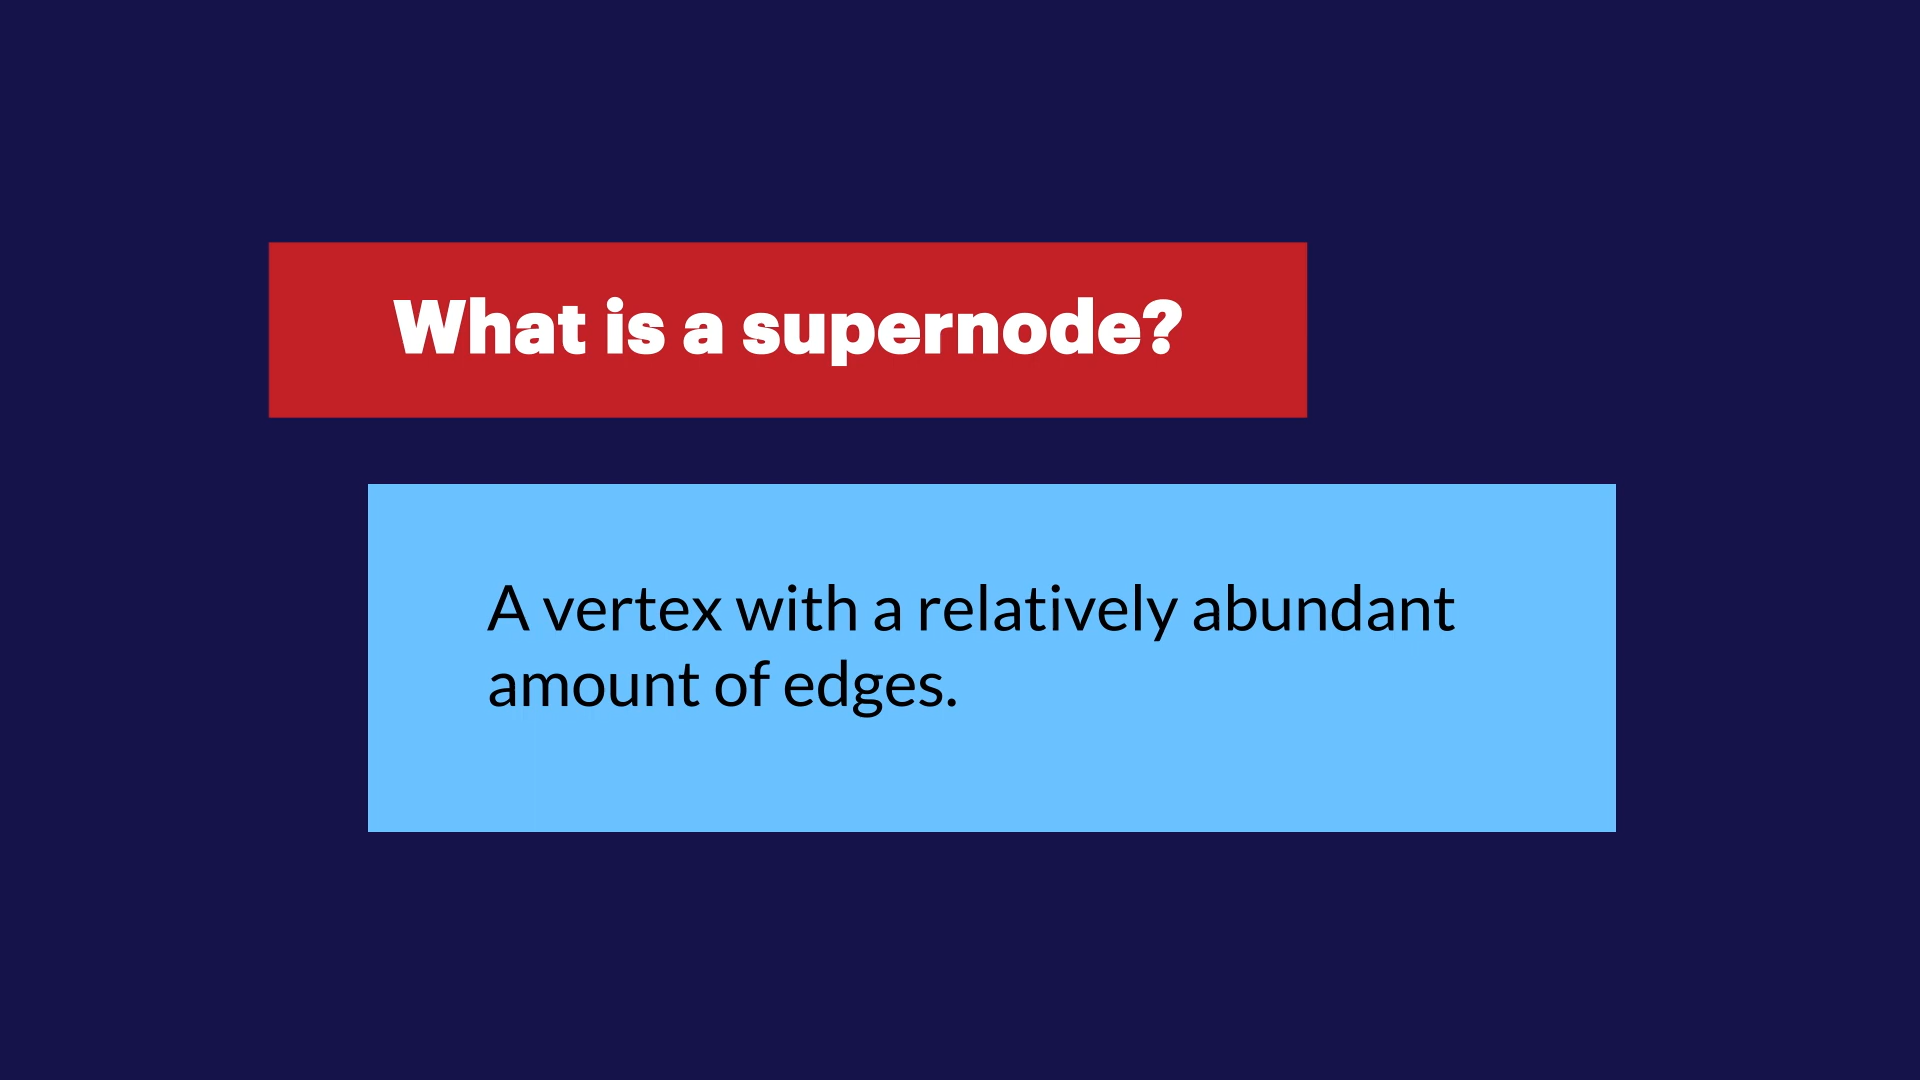 What is a supernode?
A vertex with a relatively abundant
amount of edges.